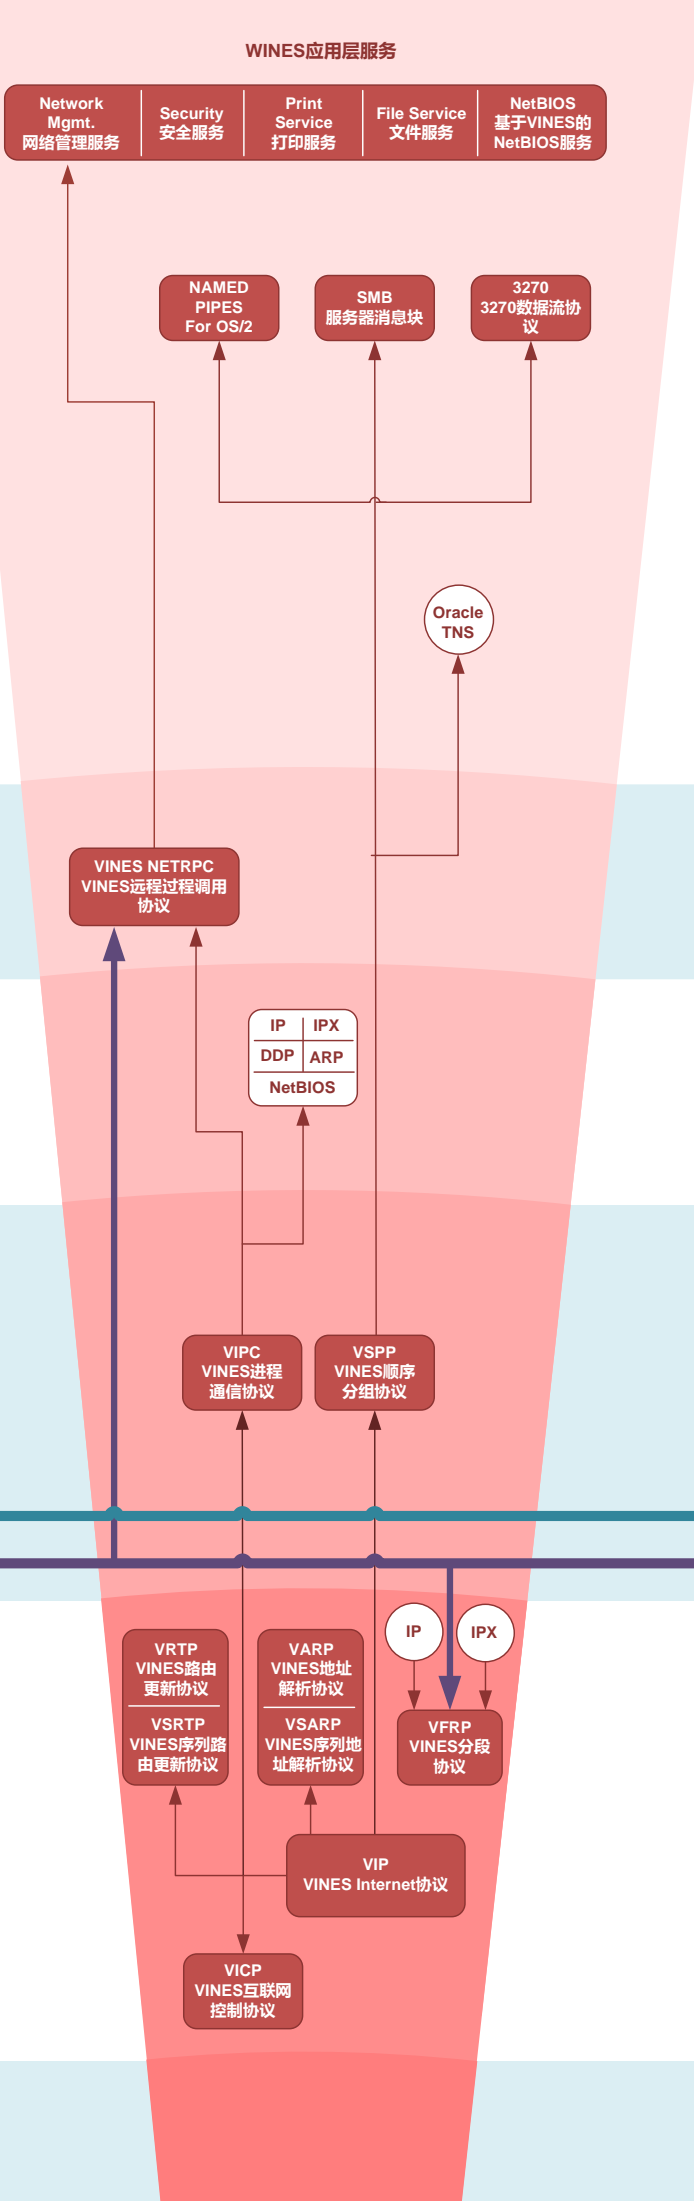 WINES应用层服务
Network
Mgmt.
网络管理服务
Security
安全服务
Print
Service
打印服务
File Service
文件服务
NetBIOS
基于VINES的
NetBIOS服务
NAMED
PIPES
For OS/2
SMB
服务器消息块
3270
3270数据流协
议
Oracle
TNS
VINES NETRPC
VINES远程过程调用
协议
IP
IPX
DDP
ARP
NetBIOS
VIPC
VINES进程
通信协议
VSPP
VINES顺序
分组协议
IP
IPX
VRTP
VINES路由
更新协议
VSRTP
VINES序列路
由更新协议
VARP
VINES地址
解析协议
VSARP
VINES序列地
址解析协议
VFRP
VINES分段
协议
VIP
VINES Internet协议
VICP
VINES互联网
控制协议